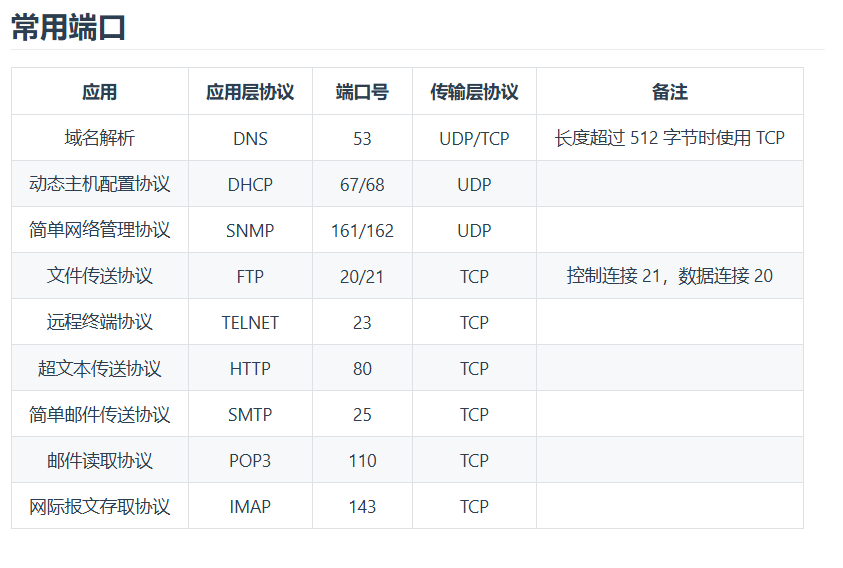 常用端口
应用 应用层协议 端口号 传输层协议 备注
域名解析 DNS 53 UDP/TCP 长度超过 512 字节时使用 TCP
动态主机配置协议 DHCP 67/68 UDP
简单网络管理协议 SNMP 161/162 UDP
文件传送协议 FTP 20/21 TCP 控制连接 21，数据连接 20
远程终端协议 TELNET 23 TCP
超文本传送协议 HTTP 80 TCP
简单邮件传送协议 SMTP 25 TCP
邮件读取协议 POP3 110 TCP
网际报文存取协议 IMAP 143 TCP